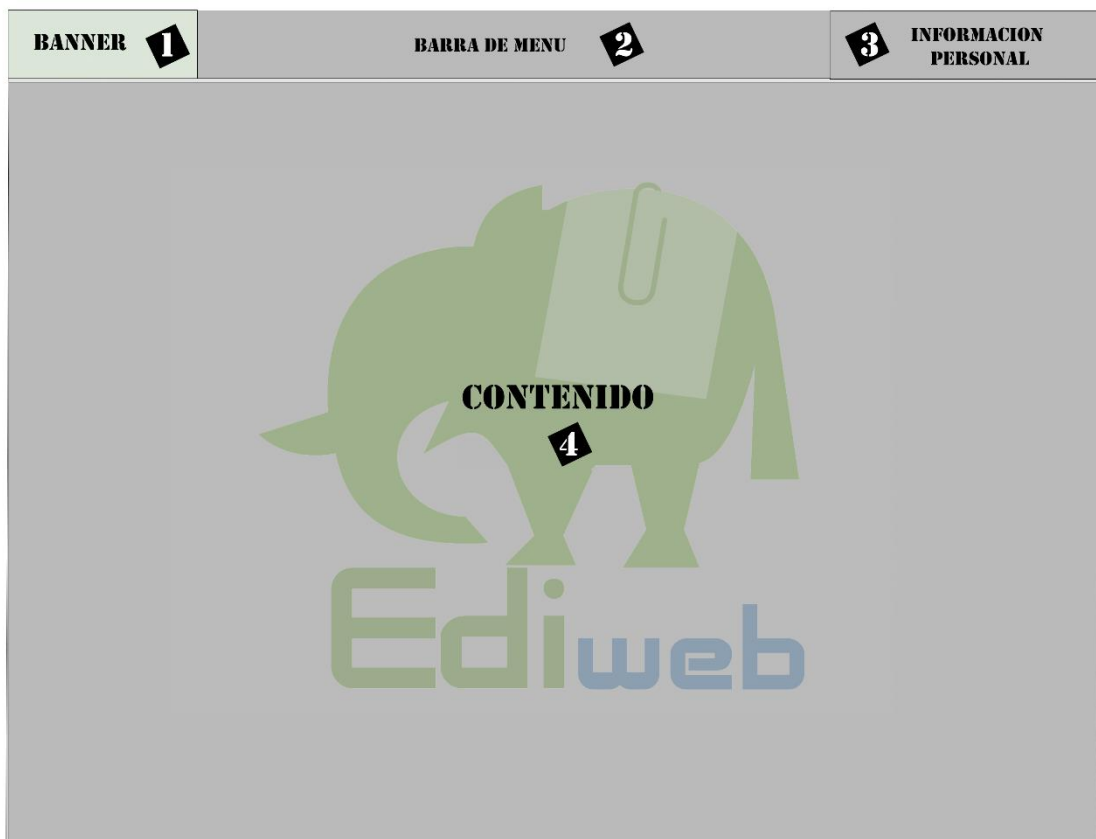 BANNER 1
BARRA DE MENU 2
3 INFORMACION
PERSONAL
CONTENIDO
4
Ediweb